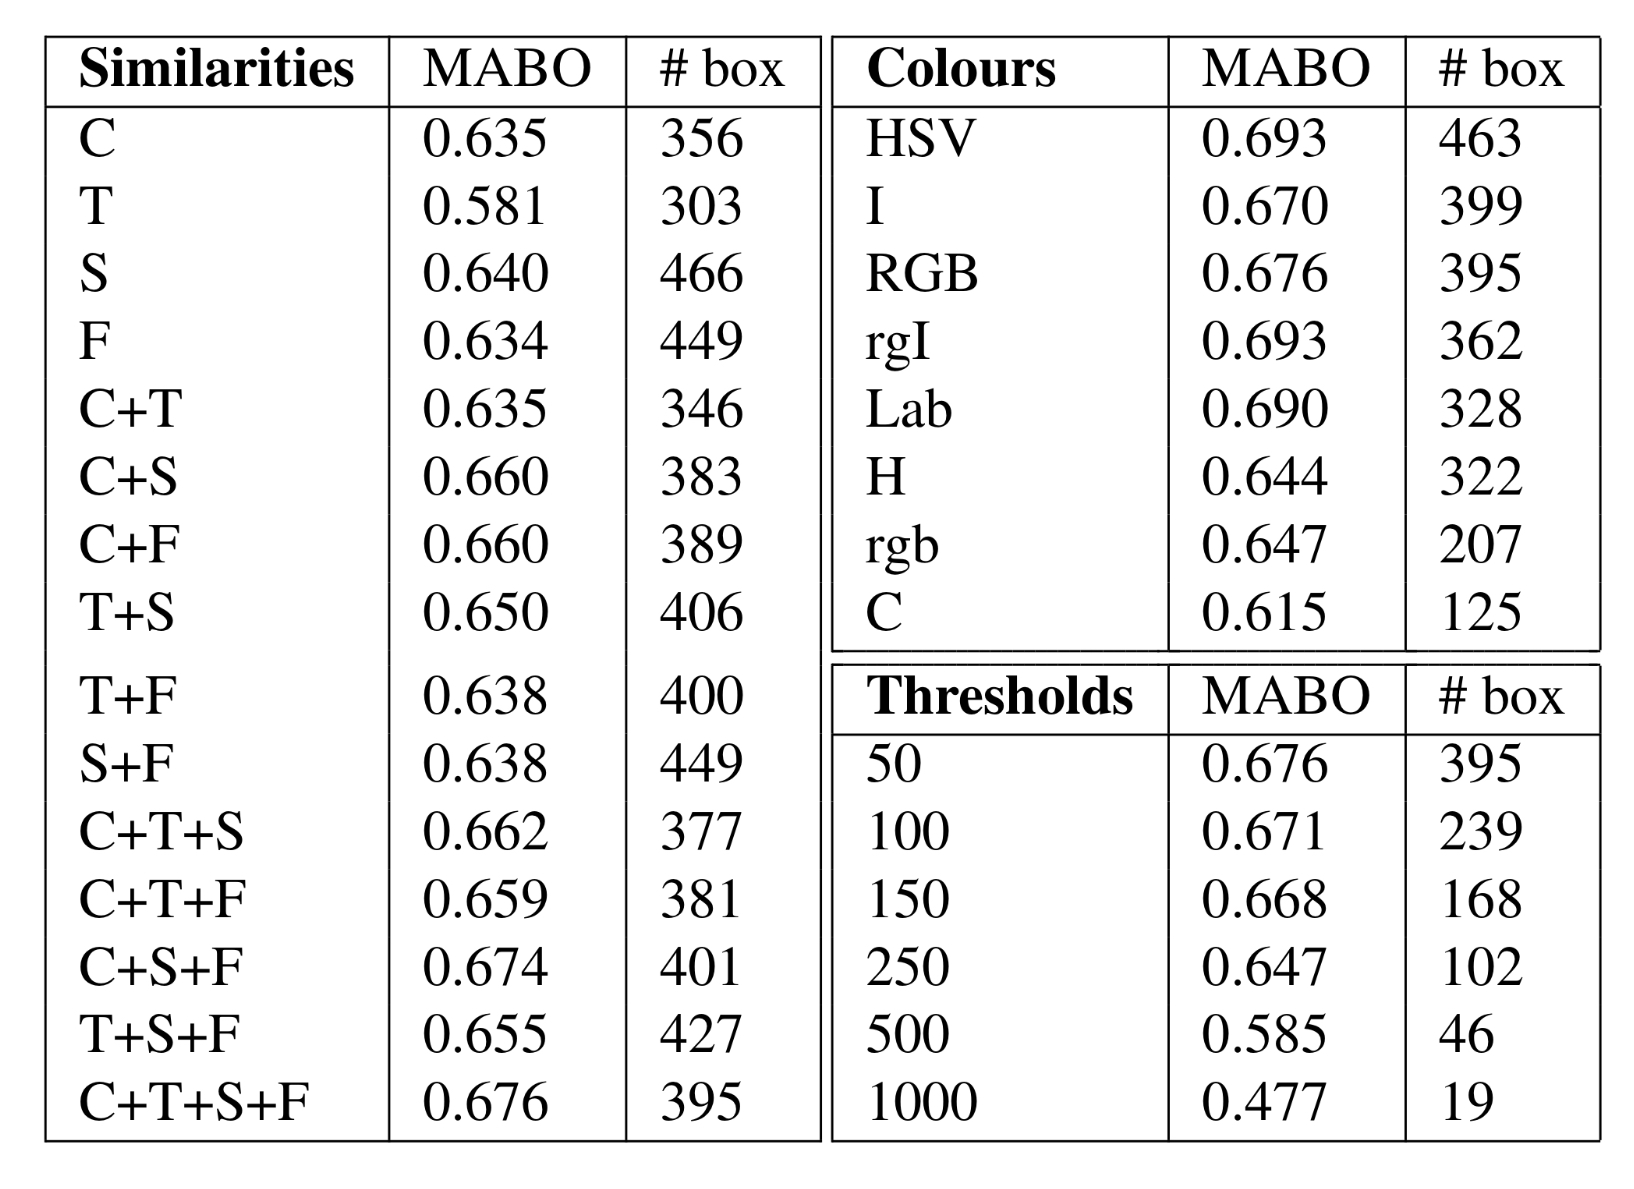 Similarities MABO # box
C 0.635 356
T 0.581 303
S 0.640 466
F 0.634 449
C+T 0.635 346
C+S 0.660 383
C+F 0.660 389
T+S 0.650 406
T+F 0.638 400
S+F 0.638 449
C+T+S 0.662 377
C+T+F 0.659 381
C+S+F 0.674 401
T+S+F 0.655 427
C+T+S+F 0.676 395
Colours MABO # box
HSV 0.693 463
I 0.670 399
RGB 0.676 395
rgI 0.693 362
Lab 0.690 328
H 0.644 322
rgb 0.647 207
C 0.615 125
Thresholds MABO # box
50 0.676 395
100 0.671 239
150 0.668 168
250 0.647 102
500 0.585 46
1000 0.477 19